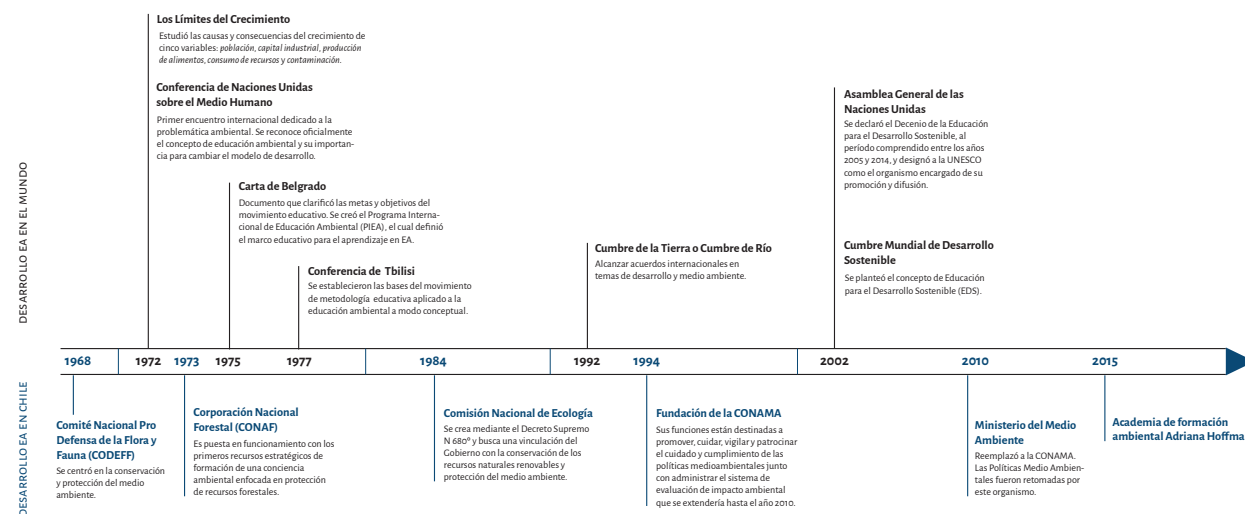 Los Límites del Crecimiento
Estudió las causas y consecuencias del crecimiento de
cinco variables: población, capital industrial, producción
de alimentos, consumo de recursos y contaminación.
Conferencia de Naciones Unidas
sobre el Medio Humano
Primer encuentro internacional dedicado a la
problemática ambiental. Se reconoce oficialmente
el concepto de educación ambiental y su importan-
cia para cambiar el modelo de desarrollo.
Carta de Belgrado
Documento que clarificó las metas y objetivos del
movimiento educativo. Se creó el Programa Interna-
cional de Educación Ambiental (PIEA), el cual definió
el marco educativo para el aprendizaje en EA.
Conferencia de Tbilisi
Se establecieron las bases del movimiento
de metodología educativa aplicado a la
educación ambiental a modo conceptual.
Cumbre de la Tierra o Cumbre de Río
Alcanzar acuerdos internacionales en
temas de desarrollo y medio ambiente.
Asamblea General de las
Naciones Unidas
Se declaró el Decenio de la Educación
para el Desarrollo Sostenible, al
período comprendido entre los años
2005 y 2014, y designó a la UNESCO
como el organismo encargado de su
promoción y difusión.
Cumbre Mundial de Desarrollo
Sostenible
Se planteó el concepto de Educación
para el Desarrollo Sostenible (EDS).
DESARROLLO EA EN EL MUNDO
1968 1972 1973 1975 1977 1984 1992 1994 2002 2010 2015
DESARROLLO EA EN CHILE
Comité Nacional Pro
Defensa de la Flora y
Fauna (CODEFF)
Se centró en la conservación
y protección del medio
ambiente.
Corporación Nacional
Forestal (CONAF)
Es puesta en funcionamiento con los
primeros recursos estratégicos de
formación de una conciencia
ambiental enfocada en protección
de recursos forestales.
Comisión Nacional de Ecología
Se crea mediante el Decreto Supremo
N 680º y busca una vinculación del
Gobierno con la conservación de los
recursos naturales renovables y
protección del medio ambiente.
Fundación de la CONAMA
Sus funciones están destinadas a
promover, cuidar, vigilar y patrocinar
el cuidado y cumplimiento de las
políticas medioambientales junto
con administrar el sistema de
evaluación de impacto ambiental
que se extendería hasta el año 2010.
Ministerio del Medio
Ambiente
Reemplazó a la CONAMA.
Las Políticas Medio Ambien-
tales fueron retomadas por
este organismo.
Academia de formación
ambiental Adriana Hoffma